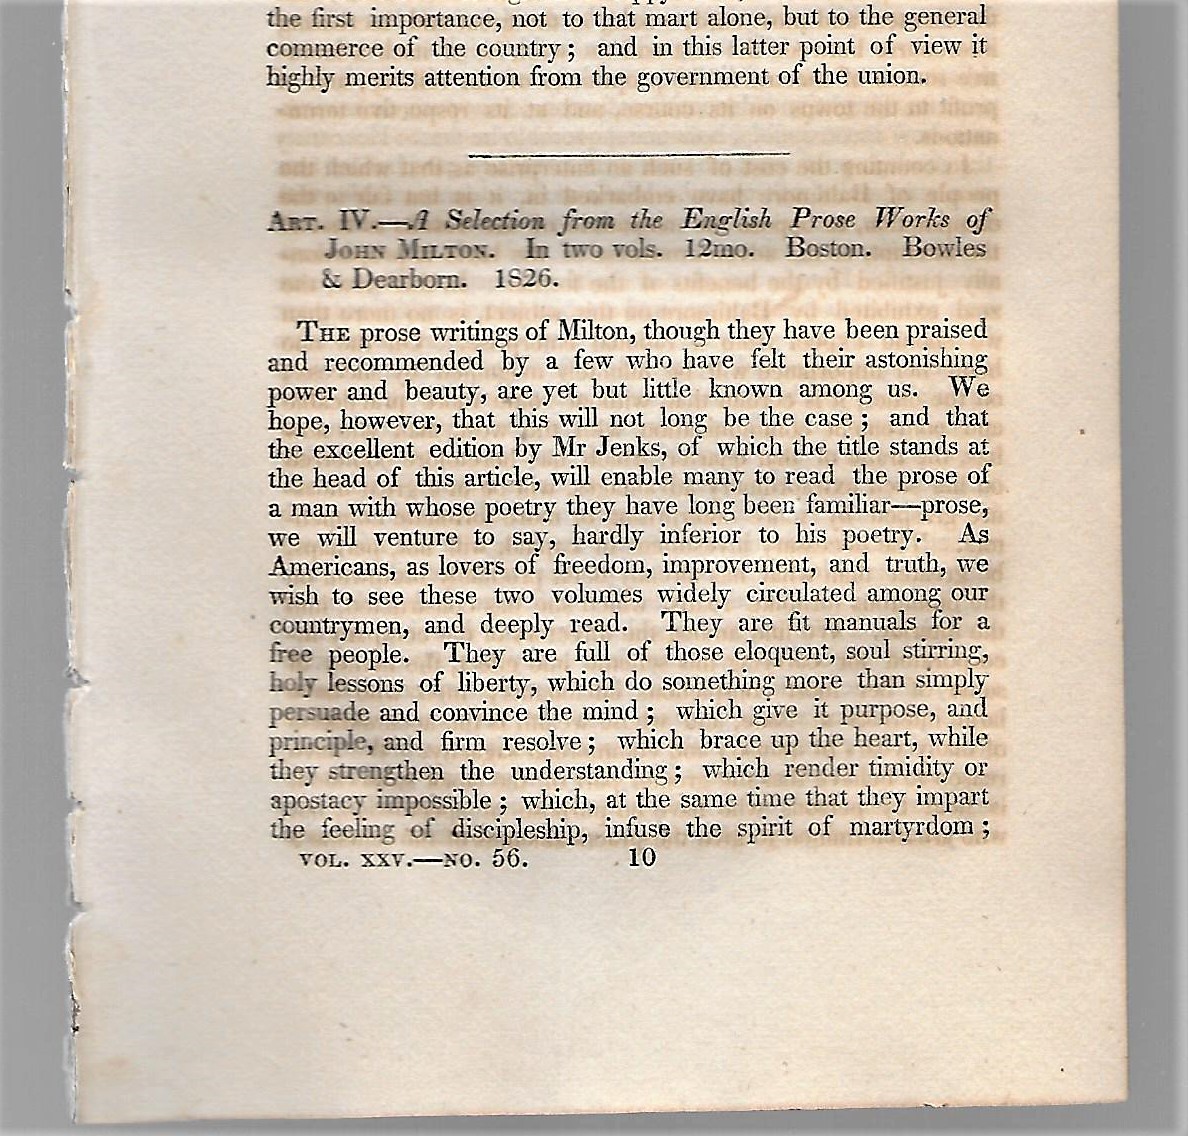 the first importance, not to that mart alone, but to the general
commerce of the country; and in this latter point of view it
highly merits attention from the government of the union.
ART. IV.—A Selection from the English Prose Works of
JOHN MILTON. In two vols. 12mo. Boston. Bowles
& Dearborn. 1826.
THE prose writings of Milton, though they have been praised
and recommended by a few who have felt their astonishing
power and beauty, are yet but little known among us. We
hope, however, that this will not long be the case; and that
the excellent edition by Mr Jenks, of which the title stands at
the head of this article, will enable many to read the prose of
a man with whose poetry they have long been familiar—prose,
we will venture to say, hardly inferior to his poetry. As
Americans, as lovers of freedom, improvement, and truth, we
wish to see these two volumes widely circulated among our
countrymen, and deeply read. They are fit manuals for a
free people. They are full of those eloquent, soul stirring,
holy lessons of liberty, which do something more than simply
persuade and convince the mind; which give it purpose, and
principle, and firm resolve; which brace up the heart, while
they strengthen the understanding; which render timidity or
apostacy impossible; which, at the same time that they impart
the feeling of discipleship, infuse the spirit of martyrdom;
VOL. XXV.—NO. 56. 10